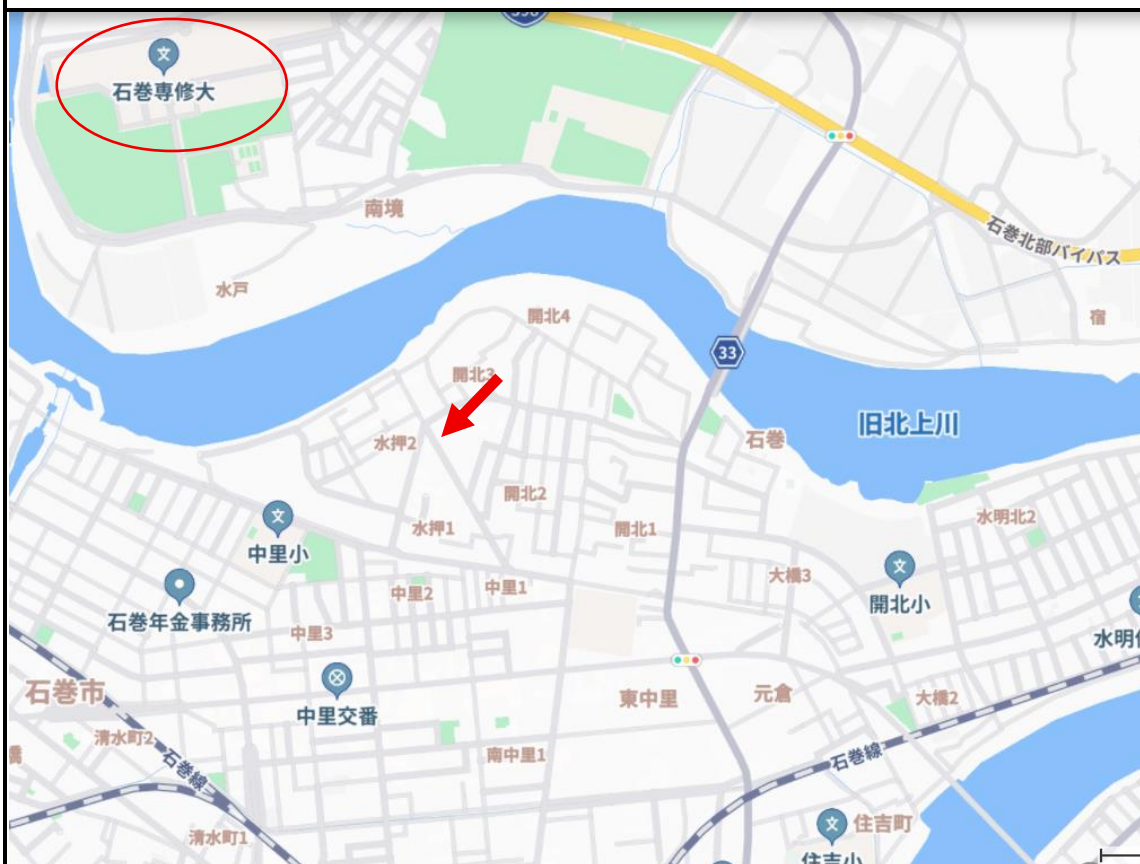 398
石巻専修大
南境
石巻北部バイパス
水戸
宿
開北4
33
開北3
旧北上川
石巻
水押2
開北2
水明北2
水押1
開北1
中里小
大橋3
中里2
中里1
開北小
石巻年金事務所
中里3
水明
石巻市
中里交番
東中里
元倉
大橋2
清水町2
南中里1
石巻線
石巻線
清水町1
住吉町
住吉小